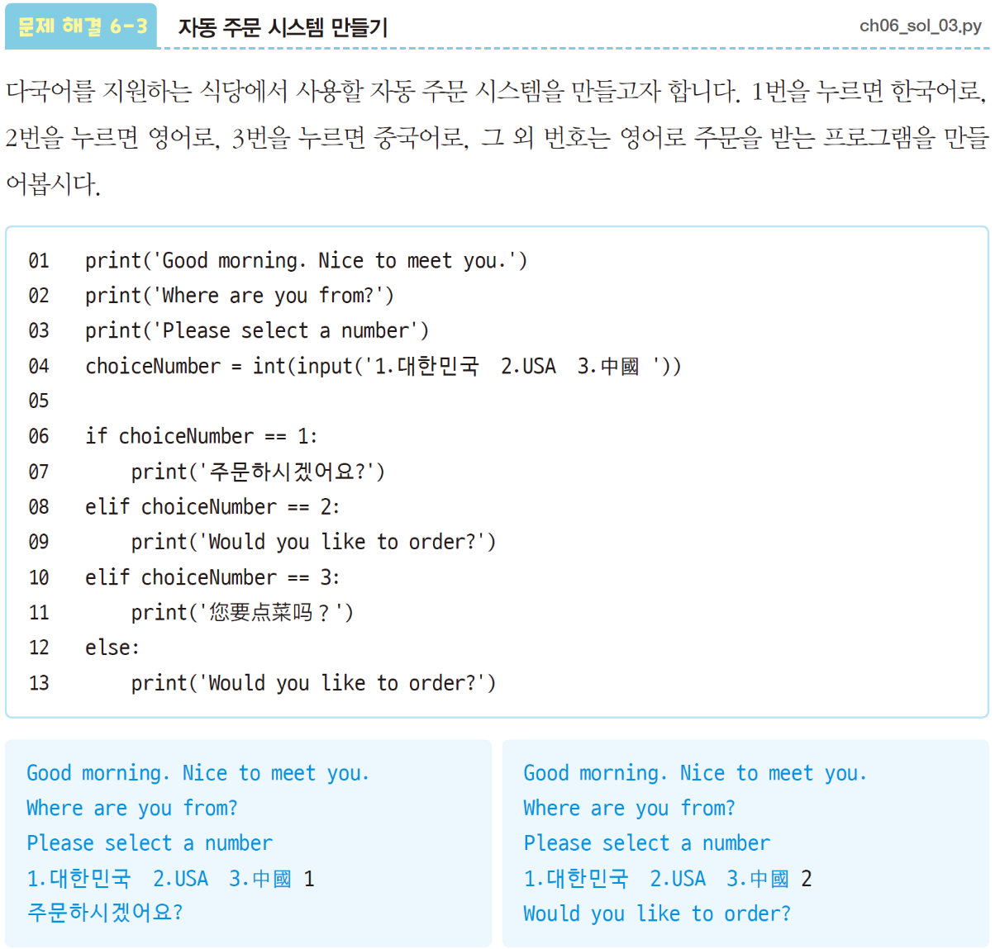 문제 해결 6-3 자동 주문 시스템 만들기 ch06_sol_03.py
다국어를 지원하는 식당에서 사용할 자동 주문 시스템을 만들고자 합니다. 1번을 누르면 한국어로,
2번을 누르면 영어로, 3번을 누르면 중국어로, 그 외 번호는 영어로 주문을 받는 프로그램을 만들
어봅시다.
01 print('Good morning. Nice to meet you.')
02 print('Where are you from?')
03 print('Please select a number')
04 choiceNumber = int(input('1.대한민국  2.USA  3.中國 '))
05
06 if choiceNumber == 1:
07     print('주문하시겠어요?')
08 elif choiceNumber == 2:
09     print('Would you like to order?')
10 elif choiceNumber == 3:
11     print('您要点菜吗？')
12 else:
13     print('Would you like to order?')
Good morning. Nice to meet you.
Where are you from?
Please select a number
1.대한민국  2.USA  3.中國 1
주문하시겠어요?
Good morning. Nice to meet you.
Where are you from?
Please select a number
1.대한민국  2.USA  3.中國 2
Would you like to order?